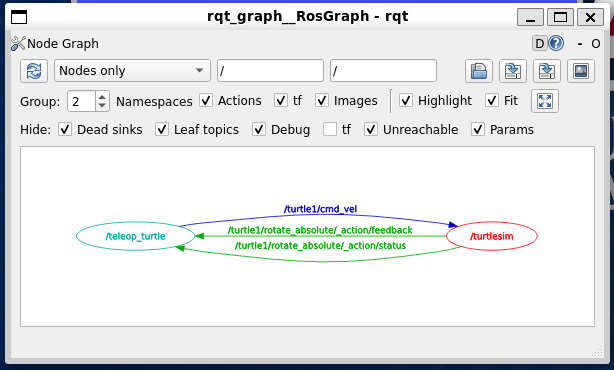 rqt_graph__RosGraph - rqt
Node Graph
D
- O
Nodes only
/
/
Group: 2 Namespaces Actions tf Images Highlight Fit
Hide: Dead sinks Leaf topics Debug tf Unreachable Params
/turtle1/cmd_vel
/teleop_turtle
/turtle1/rotate_absolute/_action/feedback
/turtlesim
/turtle1/rotate_absolute/_action/status